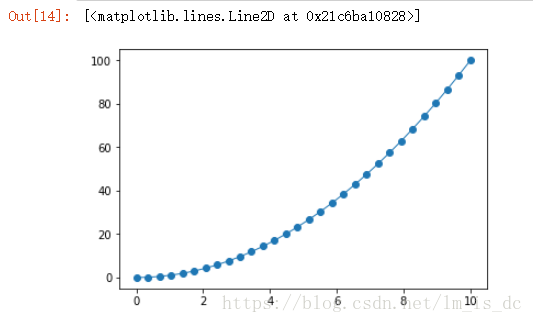 Out[14]: [<matplotlib.lines.Line2D at 0x21c6ba10828>]
100
80
60
40
20
0
0 2 4 6 8 10
https://blog.csdn.net/lm_is_dc